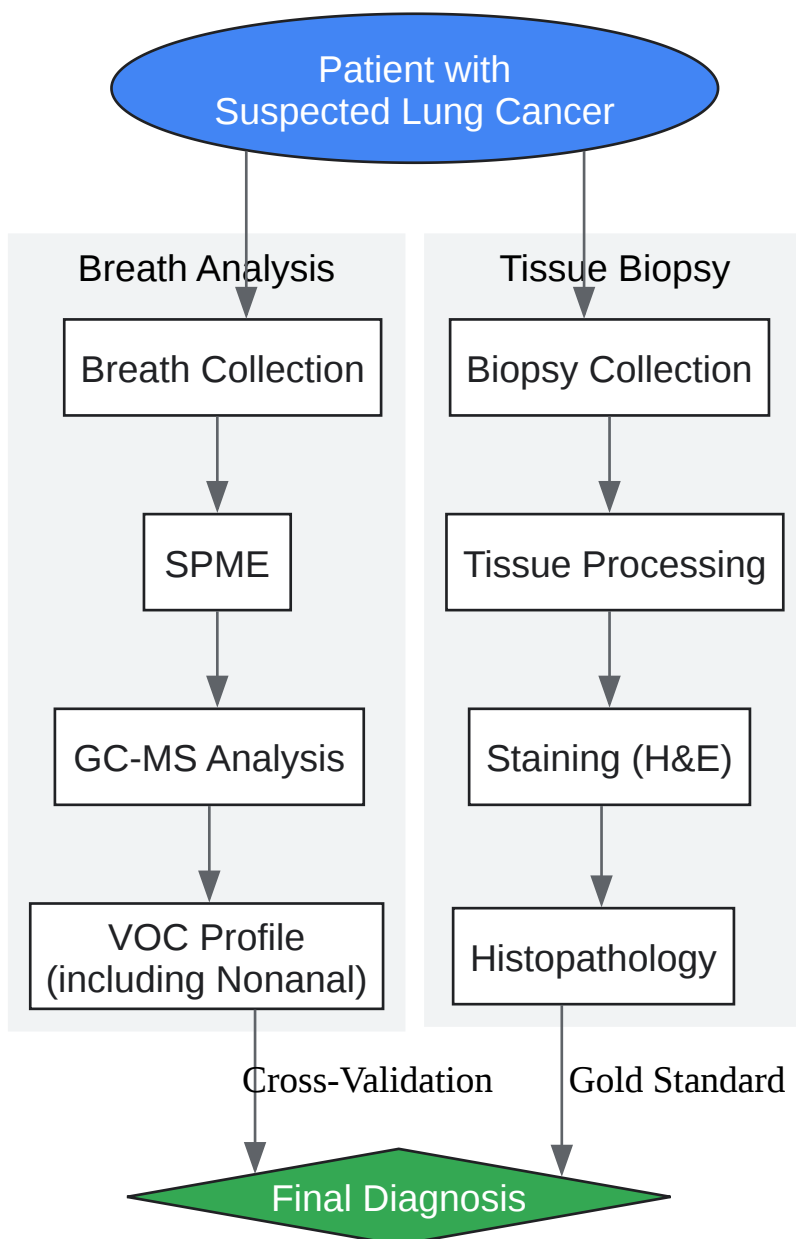 Patient with
Suspected Lung Cancer
Breath Analysis
Tissue Biopsy
Breath Collection
Biopsy Collection
SPME
Tissue Processing
GC-MS Analysis
Staining (H&E)
VOC Profile
(including Nonanal)
Histopathology
Cross-Validation
Gold Standard
Final Diagnosis